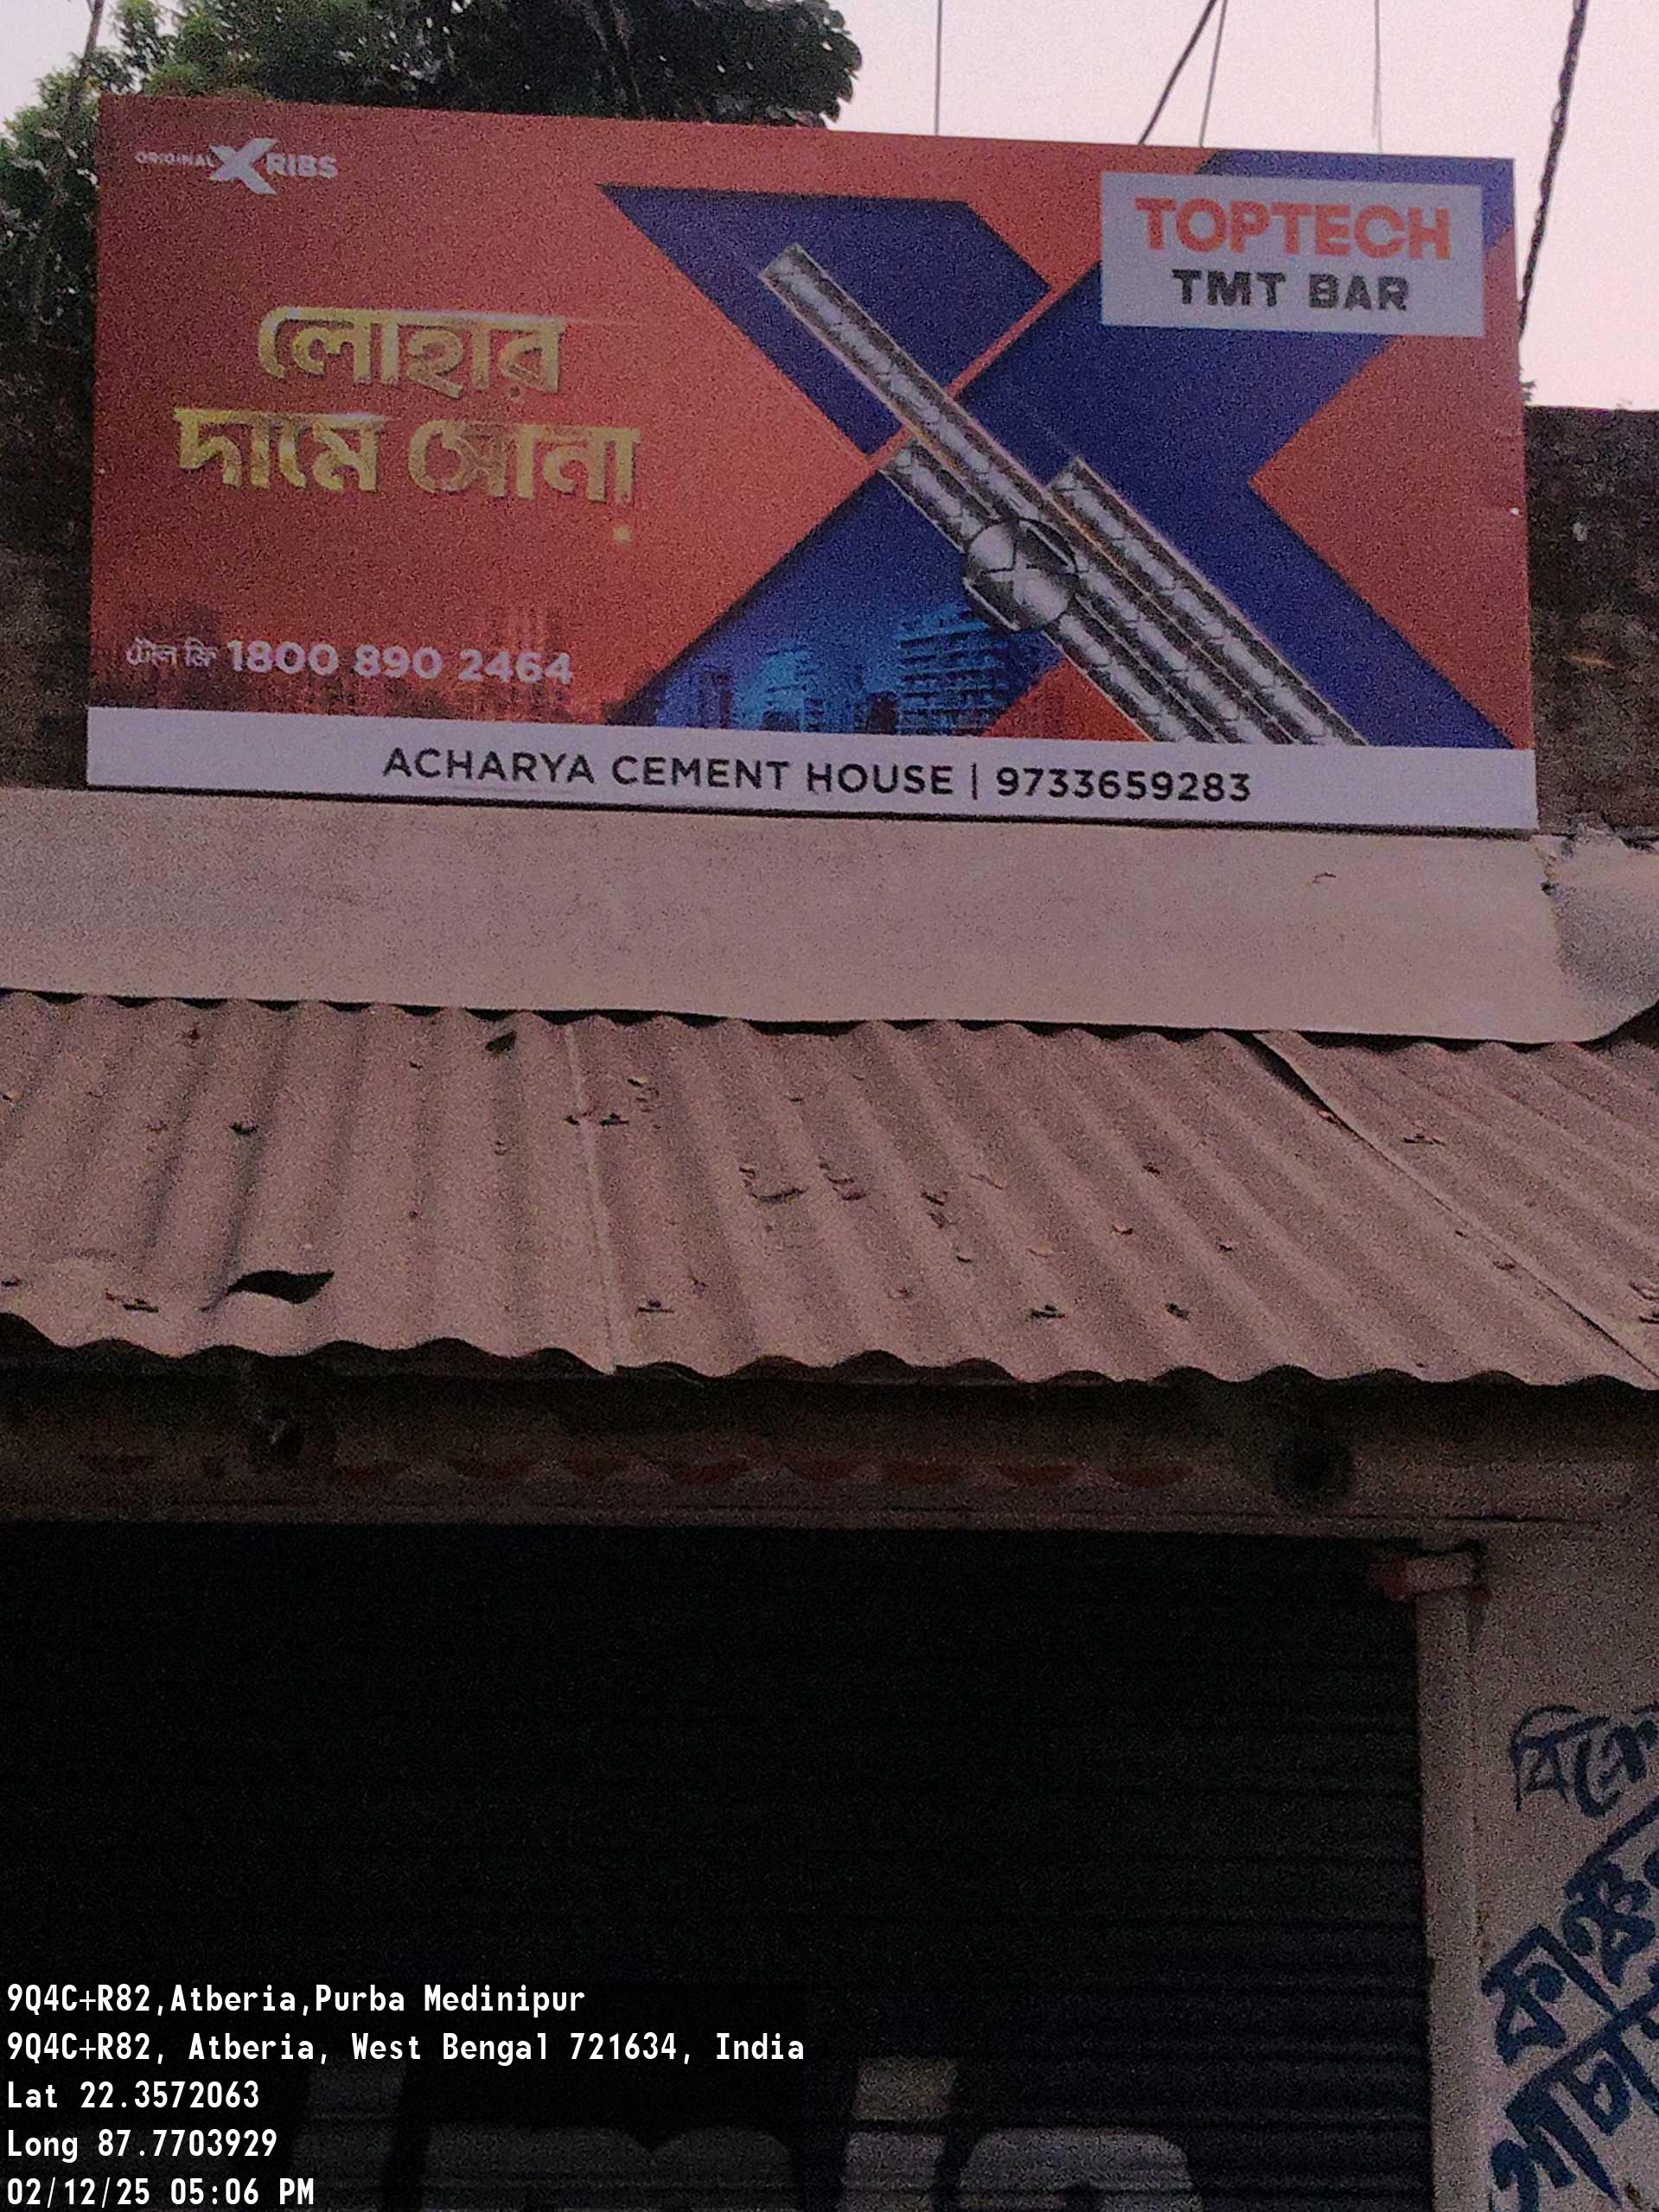 ORIGINAL X RIBS
TOPTECH
TMT BAR
লোহার
দামে সোনা
টোল ফ্রি 1800 890 2464
ACHARYA CEMENT HOUSE | 9733659283
9Q4C+R82,Atberia,Purba Medinipur
9Q4C+R82, Atberia, West Bengal 721634, India
Lat 22.3572063
Long 87.7703929
02/12/25 05:06 PM